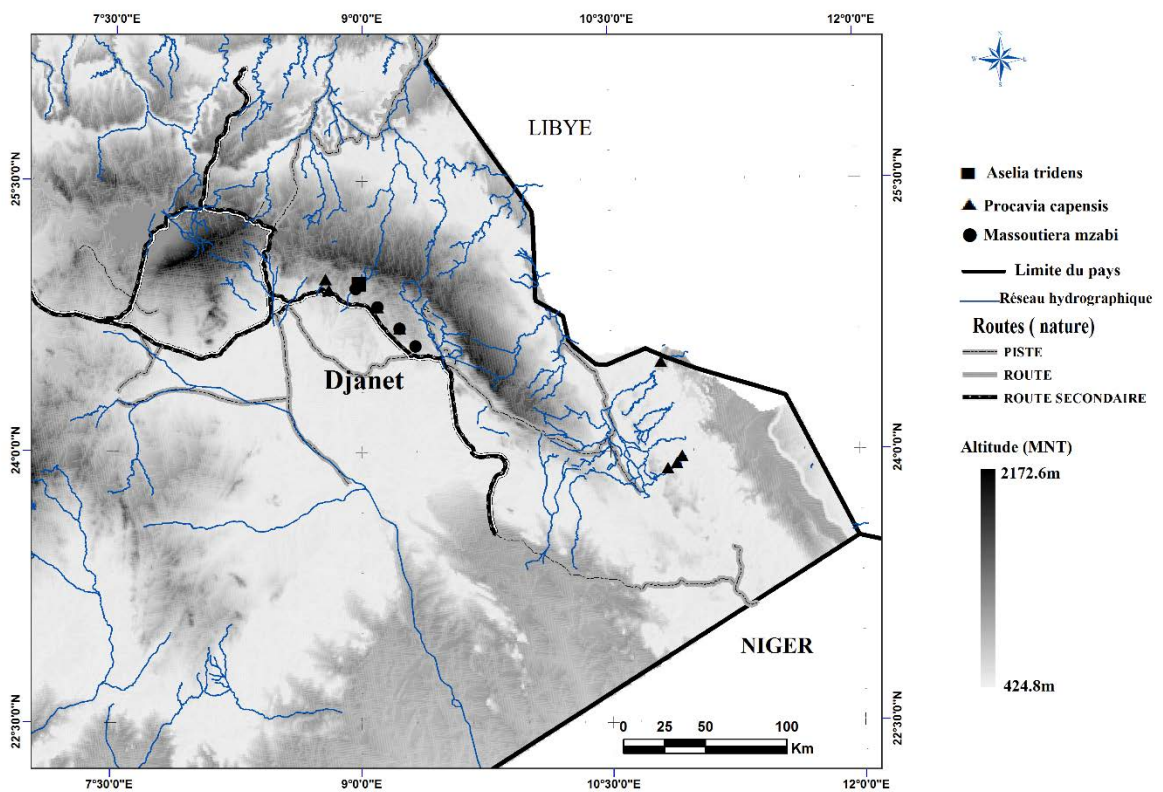 7°30'0"E 9°0'0"E 10°30'0"E 12°0'0"E
N
W E
S
LIBYE
25°30'0"N 25°30'0"N
Aselia tridens
Procavia capensis
Massoutiera mzabi
Limite du pays
Réseau hydrographique
Routes ( nature)
PISTE
ROUTE
ROUTE SECONDAIRE
Djanet
24°0'0"N 24°0'0"N
Altitude (MNT)
2172.6m
424.8m
NIGER
22°30'0"N 22°30'0"N
0 25 50 100
Km
7°30'0"E 9°0'0"E 10°30'0"E 12°0'0"E